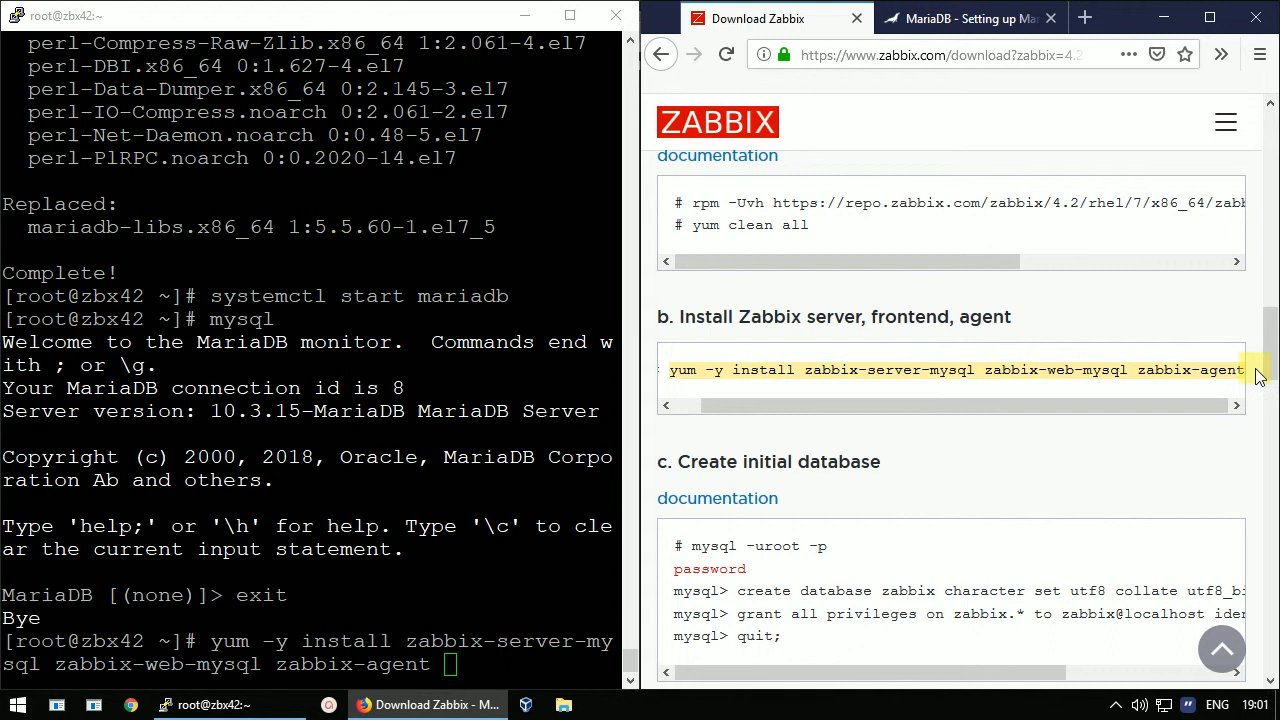 root@zbx42:~
perl-Compress-Raw-Zlib.x86_64 1:2.061-4.el7
perl-DBI.x86_64 0:1.627-4.el7
perl-Data-Dumper.x86_64 0:2.145-3.el7
perl-IO-Compress.noarch 0:2.061-2.el7
perl-Net-Daemon.noarch 0:0.48-5.el7
perl-PlRPC.noarch 0:0.2020-14.el7
Replaced:
mariadb-libs.x86_64 1:5.5.60-1.el7_5
Complete!
[root@zbx42 ~]# systemctl start mariadb
[root@zbx42 ~]# mysql
Welcome to the MariaDB monitor.  Commands end w
ith ; or \g.
Your MariaDB connection id is 8
Server version: 10.3.15-MariaDB MariaDB Server
Copyright (c) 2000, 2018, Oracle, MariaDB Corpo
ration Ab and others.
Type 'help;' or '\h' for help. Type '\c' to cle
ar the current input statement.
MariaDB [(none)]> exit
Bye
[root@zbx42 ~]# yum -y install zabbix-server-my
sql zabbix-web-mysql zabbix-agent
Download Zabbix
MariaDB - Setting up Mar
https://www.zabbix.com/download?zabbix=4.2
ZABBIX
documentation
# rpm -Uvh https://repo.zabbix.com/zabbix/4.2/rhel/7/x86_64/zabb
# yum clean all
b. Install Zabbix server, frontend, agent
yum -y install zabbix-server-mysql zabbix-web-mysql zabbix-agent
c. Create initial database
documentation
# mysql -uroot -p
password
mysql> create database zabbix character set utf8 collate utf8_bi
mysql> grant all privileges on zabbix.* to zabbix@localhost iden
mysql> quit;
root@zbx42:~
Download Zabbix - M...
ENG
19:01